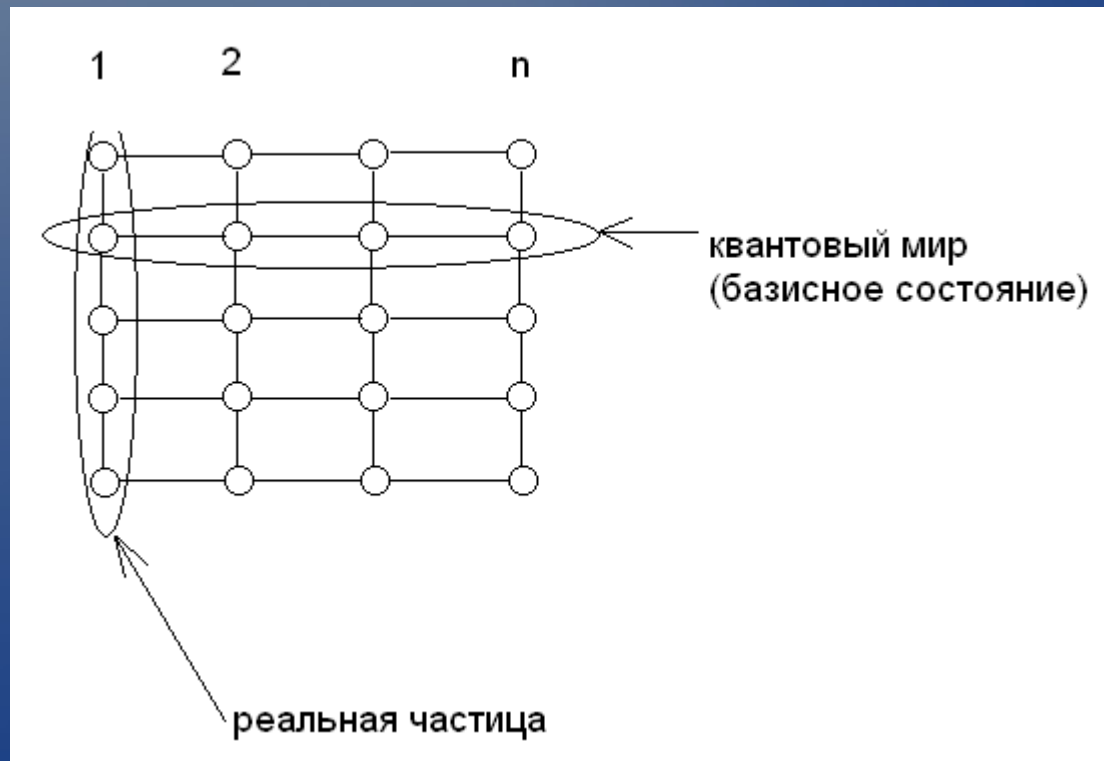 1 2 n
квантовый мир
(базисное состояние)
реальная частица